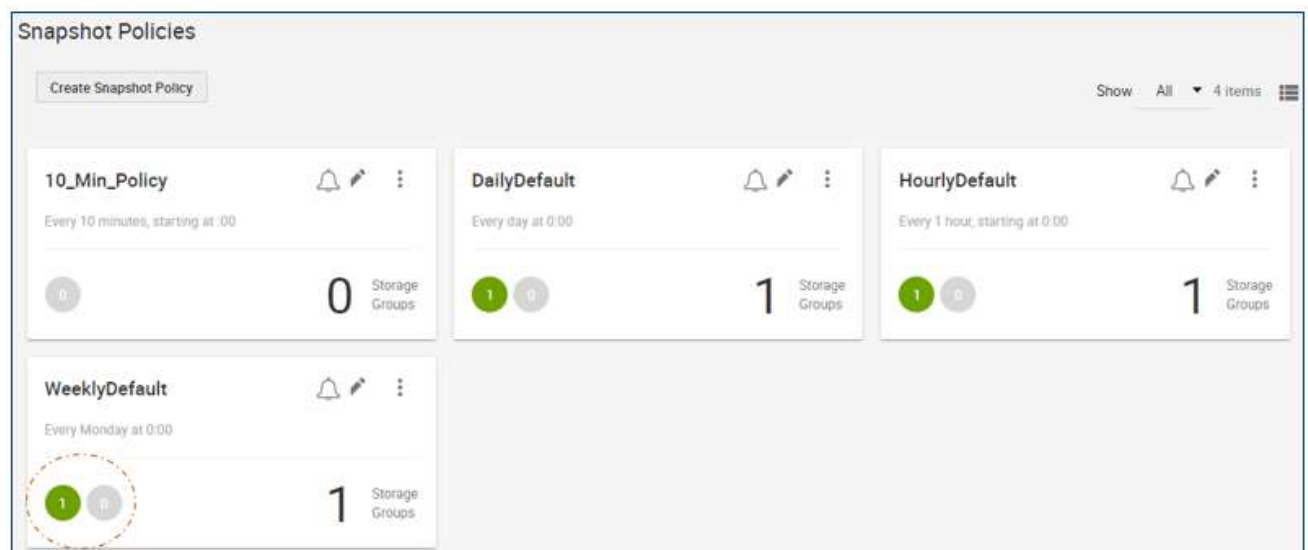 Snapshot Policies
Create Snapshot Policy
Show All 4 items
10_Min_Policy
Every 10 minutes, starting at :00
0
0 Storage Groups
DailyDefault
Every day at 0:00
1 0
1 Storage Groups
HourlyDefault
Every 1 hour, starting at 0:00
1 0
1 Storage Groups
WeeklyDefault
Every Monday at 0:00
1 0
1 Storage Groups